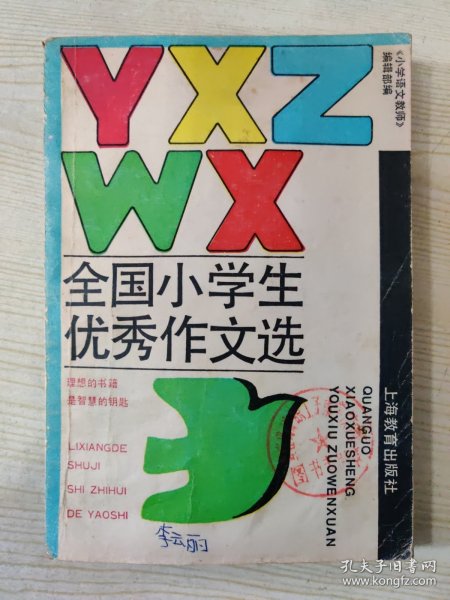 YXZ
WX
《小学语文教师》
编辑部编
全国小学生
优秀作文选
理想的书籍
是智慧的钥匙
LIXIANGDE
SHUJI
SHI ZHIHUI
DE YAOSHI
QUANGUO
XIAOXUESHENG
YOUXIU ZUOWENXUAN
上海教育出版社
李云丽
孔夫子旧书网
www.kongfz.com